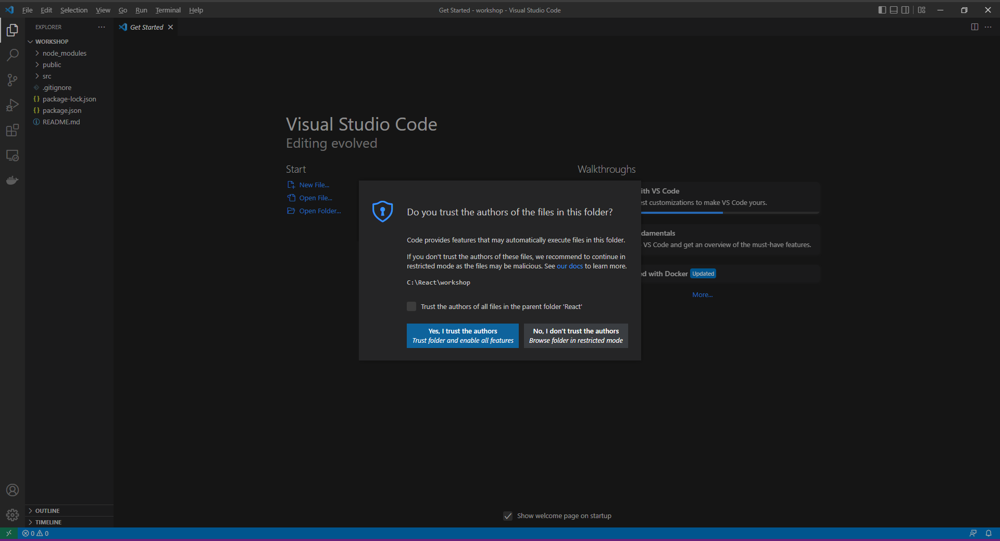 File Edit Selection View Go Run Terminal Help
Get Started - workshop - Visual Studio Code
EXPLORER
Get Started
WORKSHOP
node_modules
public
src
.gitignore
package-lock.json
package.json
README.md
Visual Studio Code
Editing evolved
Start
New File...
Open File...
Open Folder...
Walkthroughs
ith VS Code
est customizations to make VS Code yours.
damentals
VS Code and get an overview of the must-have features.
ed with Docker Updated
More...
Do you trust the authors of the files in this folder?
Code provides features that may automatically execute files in this folder.
If you don't trust the authors of these files, we recommend to continue in
restricted mode as the files may be malicious. See our docs to learn more.
C:\React\workshop
Trust the authors of all files in the parent folder 'React'
Yes, I trust the authors
Trust folder and enable all features
No, I don't trust the authors
Browse folder in restricted mode
Show welcome page on startup
OUTLINE
TIMELINE
0 0